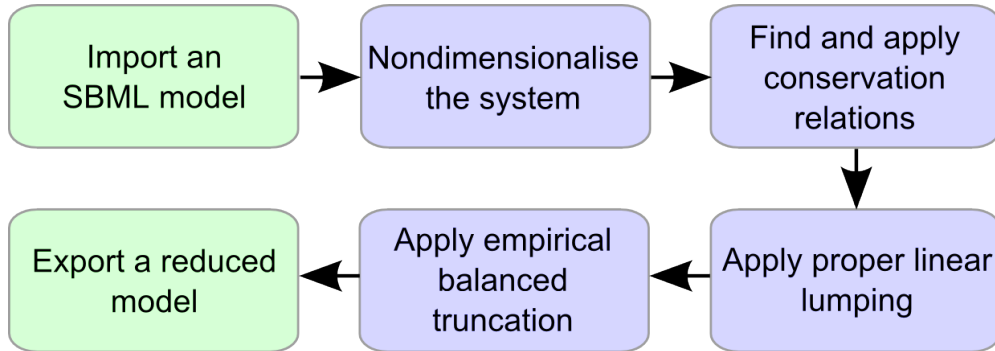 Import an
SBML model
Nondimensionalise
the system
Find and apply
conservation
relations
Apply proper linear
lumping
Apply empirical
balanced
truncation
Export a reduced
model